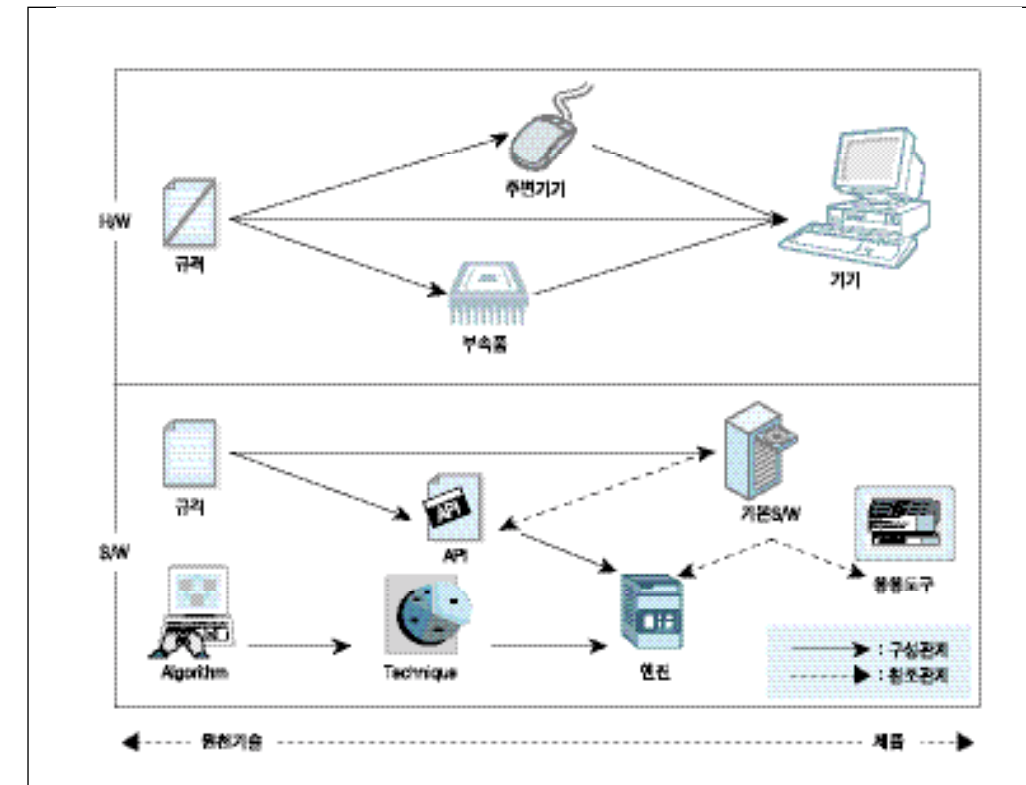 주변기기
H/W
규격
기기
부속품
규격
API
기본S/W
S/W
API
응용도구
Algorithm
Technique
엔진
: 구성관계
: 참조관계
원천기술
제품